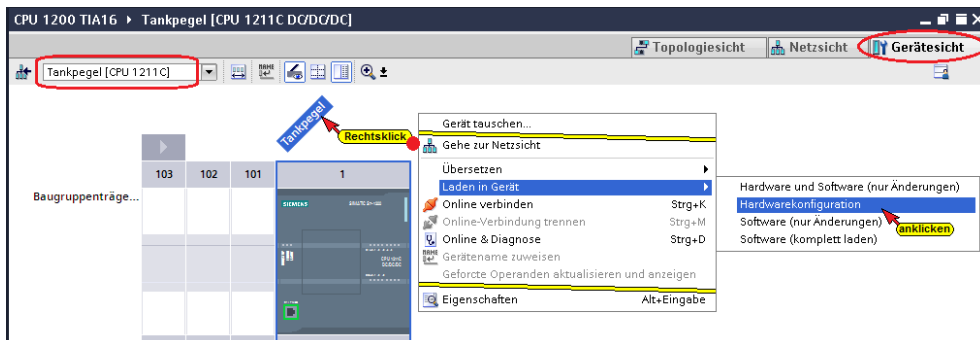 CPU 1200 TIA16 ▸ Tankpegel [CPU 1211C DC/DC/DC]
Topologiesicht Netzsicht Gerätesicht
Tankpegel [CPU 1211C]
Tankpegel
Rechtsklick
Gerät tauschen...
Gehe zur Netzsicht
Übersetzen
Laden in Gerät
Online verbinden Strg+K
Online-Verbindung trennen Strg+M
Online & Diagnose Strg+D
Gerätename zuweisen
Geforcte Operanden aktualisieren und anzeigen
Eigenschaften Alt+Eingabe
Hardware und Software (nur Änderungen)
Hardwarekonfiguration
Software (nur Änderungen)
anklicken
Software (komplett laden)
103 102 101 1
Baugruppenträge...
SIEMENS SIMATIC S7-1200
CPU 1211C
DC/DC/DC